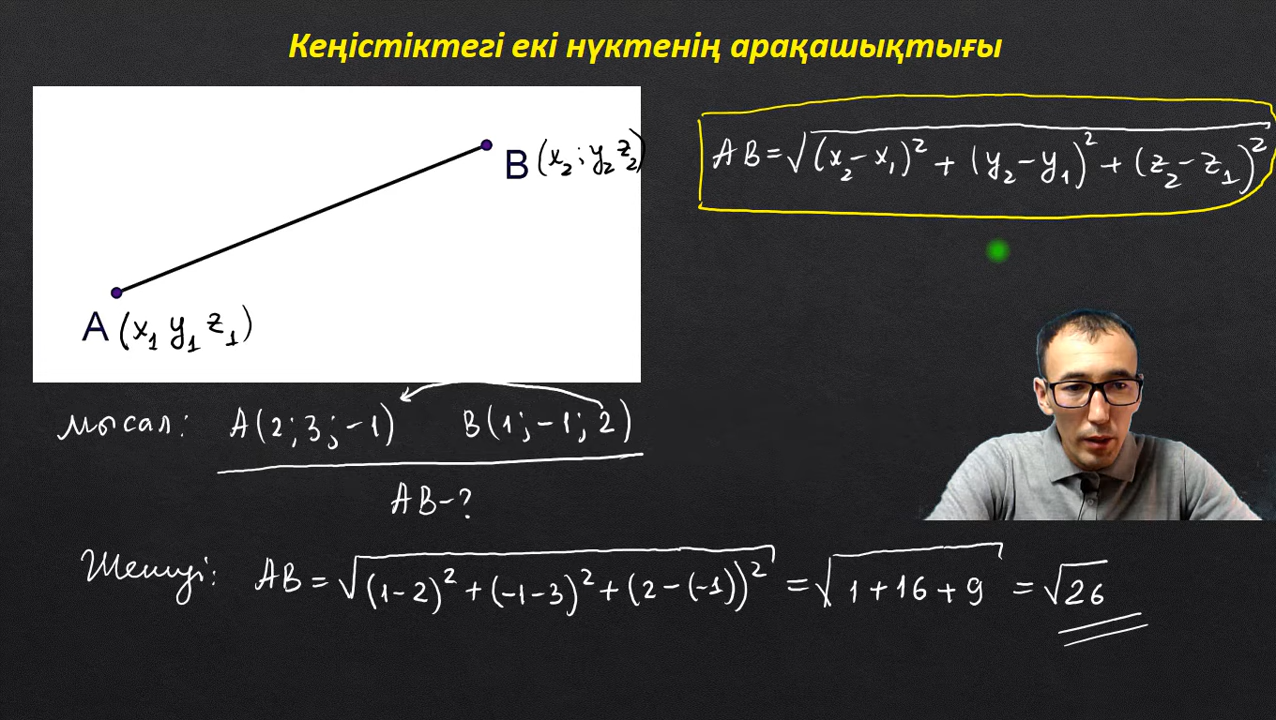 Кеңістіктегі екі нүктенің арақашықтығы
B (x₂; y₂ z₂)
AB = √((x₂ − x₁)² + (y₂ − y₁)² + (z₂ − z₁)²)
A (x₁ y₁ z₁)
мысал: A(2; 3; −1) B(1; −1; 2)
AB − ?
Шешуі: AB = √((1−2)² + (−1−3)² + (2−(−1))²) = √(1 + 16 + 9) = √26